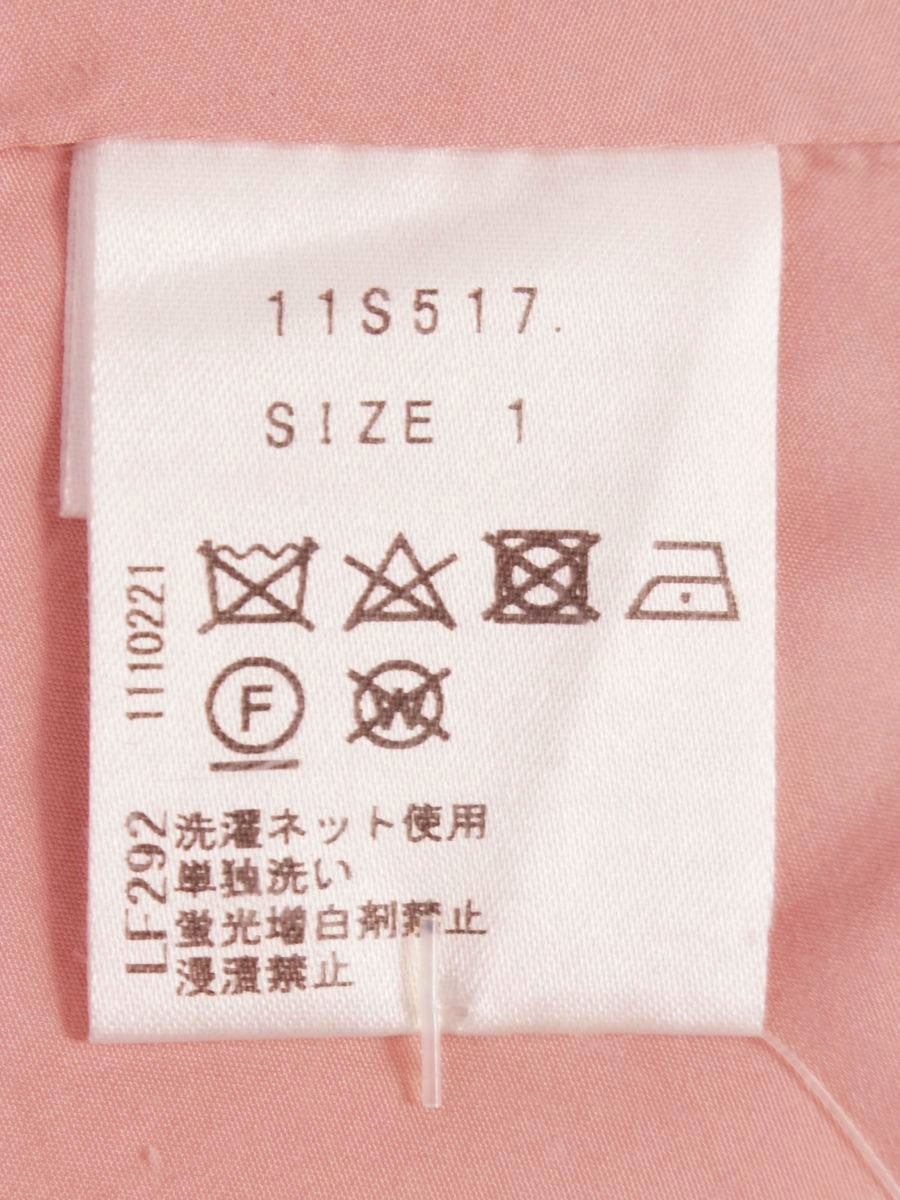 11S517.
SIZE 1
F
W
洗濯ネット使用
単独洗い
蛍光増白剤禁止
浸漬禁止
LF292 110221